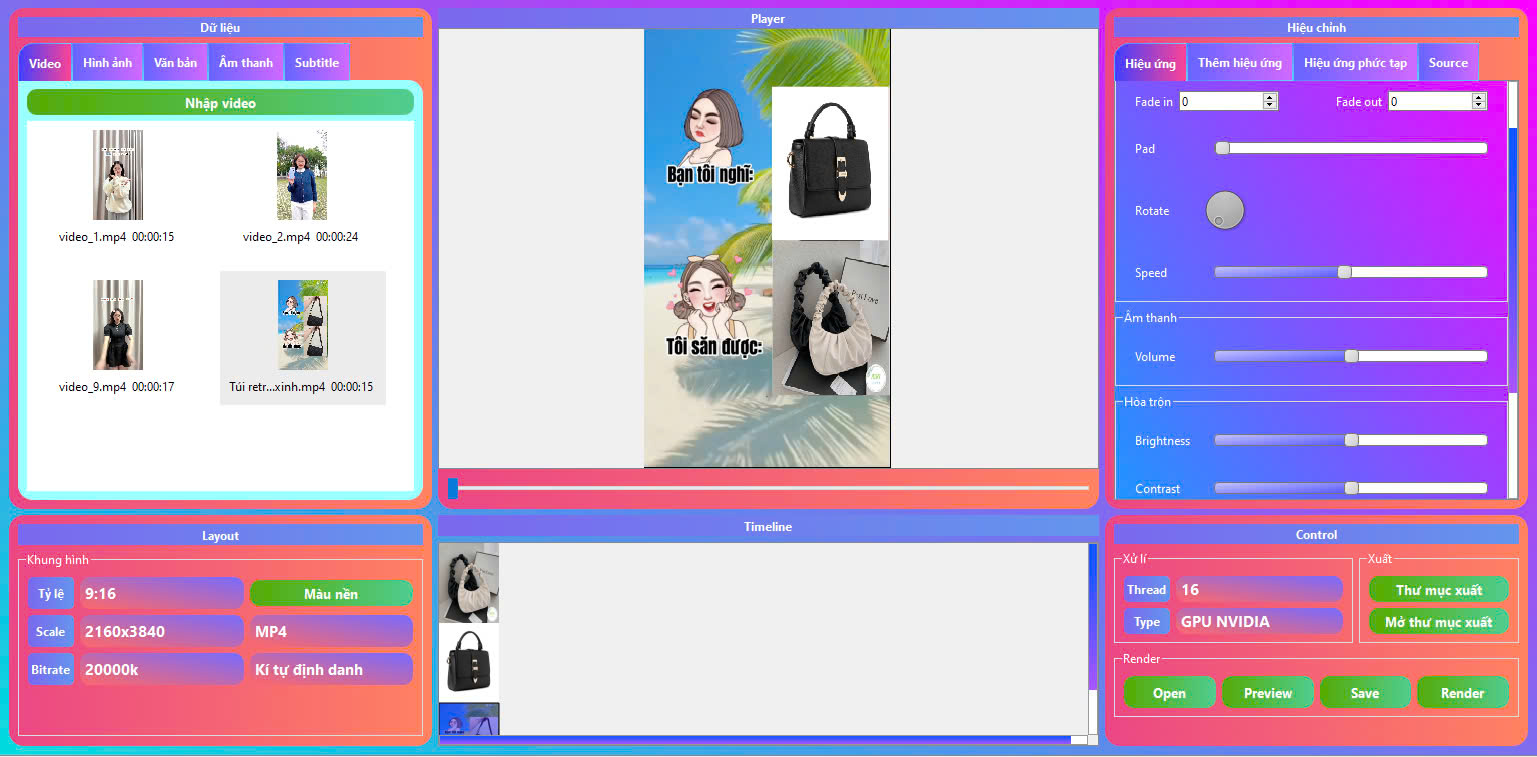 Dữ liệu
Video
Hình ảnh
Văn bản
Âm thanh
Subtitle
Nhập video
video_1.mp4 00:00:15
video_2.mp4 00:00:24
video_9.mp4 00:00:17
Túi retr...xinh.mp4 00:00:15
Player
Bạn tôi nghĩ:
Tôi săn được:
Hiệu chỉnh
Hiệu ứng
Thêm hiệu ứng
Hiệu ứng phức tạp
Source
Fade in
0
Fade out
0
Pad
Rotate
Speed
Âm thanh
Volume
Hòa trộn
Brightness
Contrast
Layout
Khung hình
Tỷ lệ
9:16
Màu nền
Scale
2160x3840
MP4
Bitrate
20000k
Kí tự định danh
Timeline
Control
Xử lí
Thread
16
Type
GPU NVIDIA
Xuất
Thư mục xuất
Mở thư mục xuất
Render
Open
Preview
Save
Render